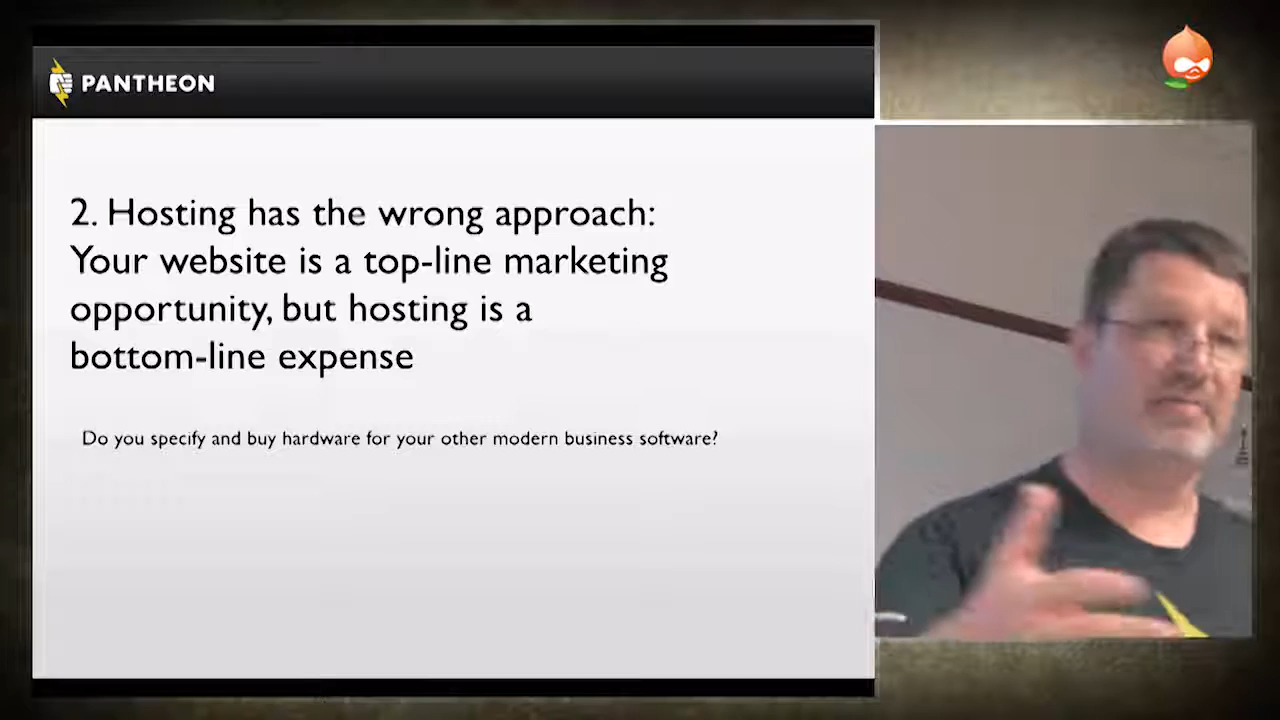 PANTHEON
2. Hosting has the wrong approach:
Your website is a top-line marketing
opportunity, but hosting is a
bottom-line expense
Do you specify and buy hardware for your other modern business software?